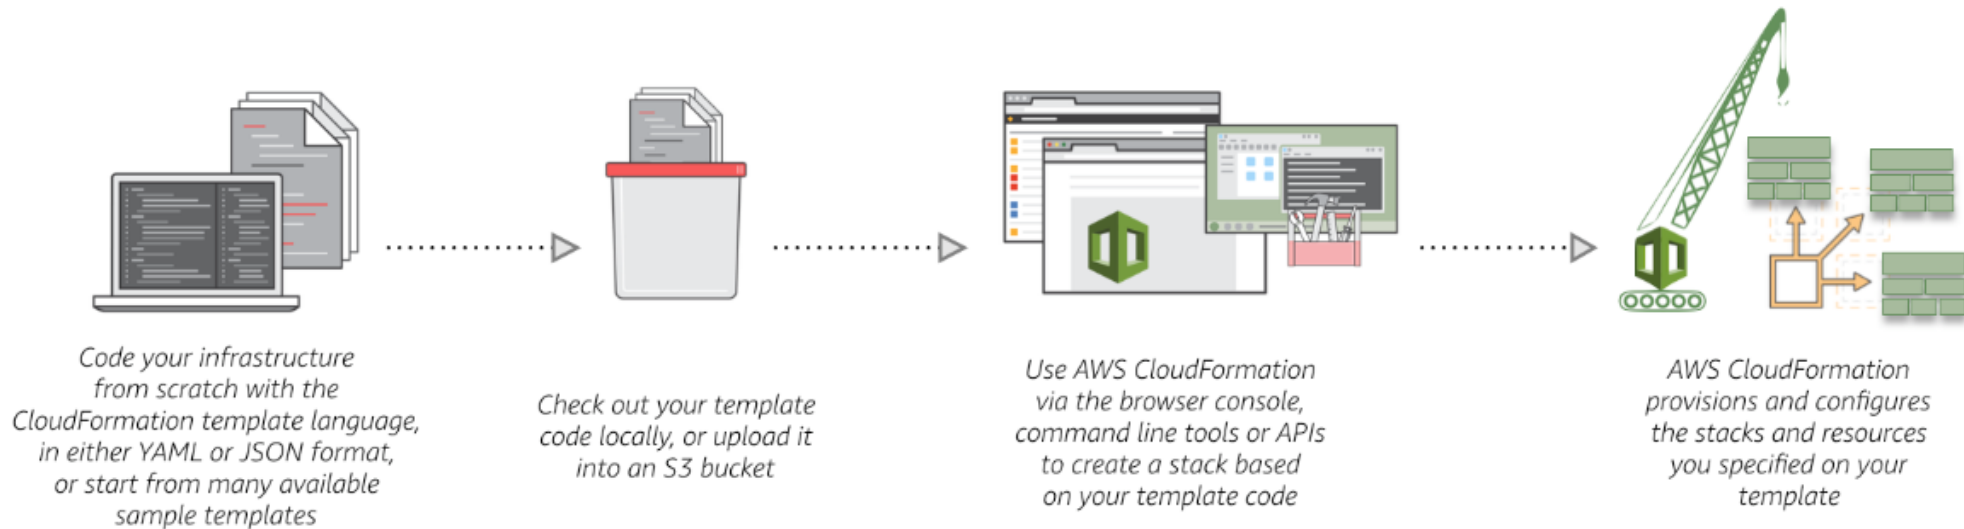 Code your infrastructure
from scratch with the
CloudFormation template language,
in either YAML or JSON format,
or start from many available
sample templates
Check out your template
code locally, or upload it
into an S3 bucket
Use AWS CloudFormation
via the browser console,
command line tools or APIs
to create a stack based
on your template code
AWS CloudFormation
provisions and configures
the stacks and resources
you specified on your
template